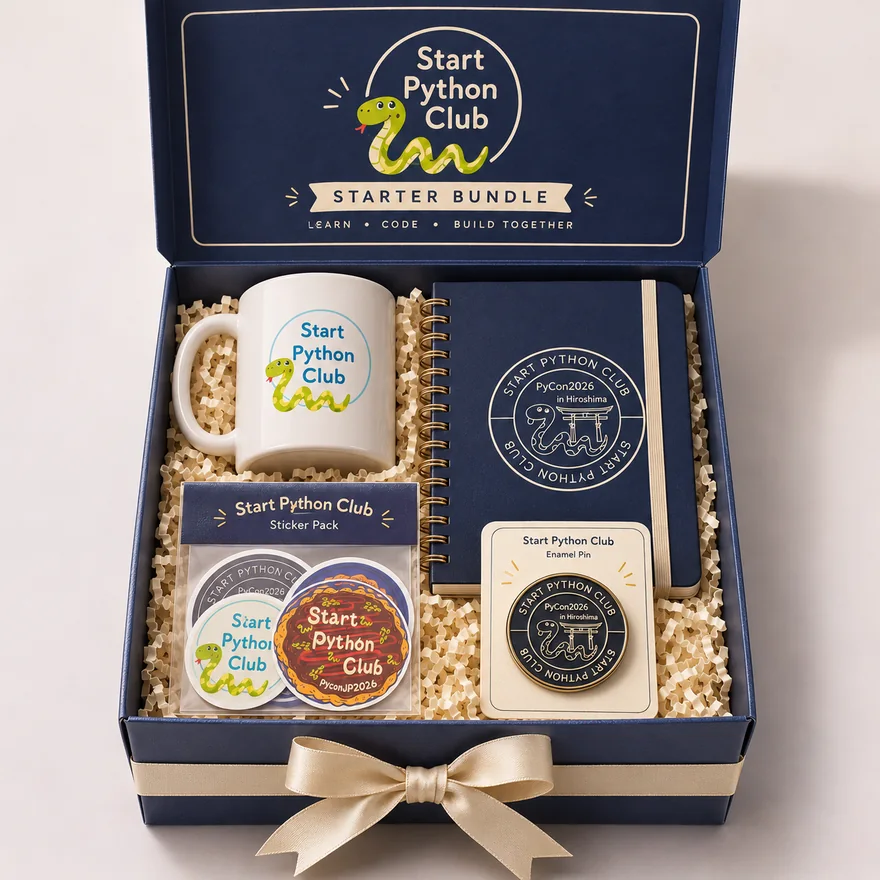 Start
Python
Club
STARTER BUNDLE
LEARN • CODE • BUILD TOGETHER
Start
Python
Club
START PYTHON CLUB
PyCon2026
in Hiroshima
START PYTHON CLUB
Start Python Club
Sticker Pack
START PYTHON CLU
PyCon2026
Start
Python
Club
Start
Python
Club
PyconJP2026
Start Python Club
Enamel Pin
START PYTHON CLUB
PyCon2026
in Hiroshima
START PYTHON CLUB